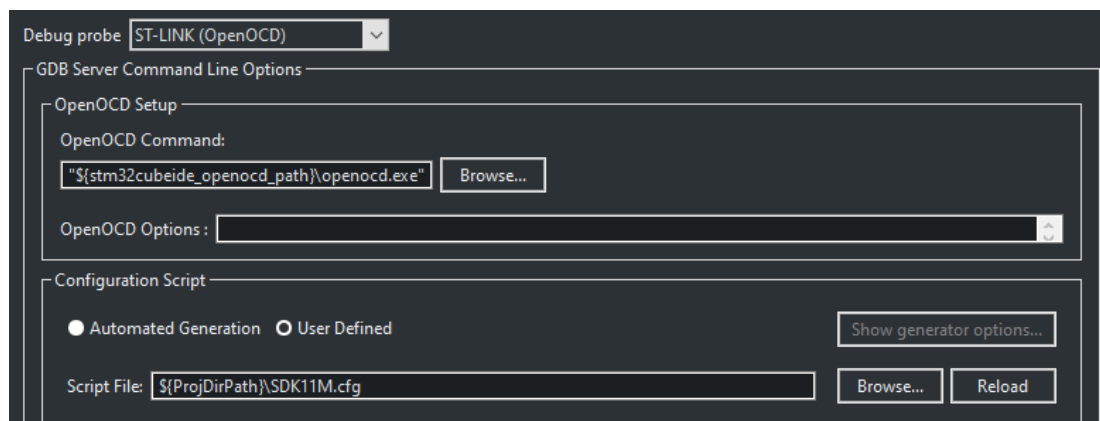 Debug probe ST-LINK (OpenOCD)
GDB Server Command Line Options
OpenOCD Setup
OpenOCD Command:
"${stm32cubeide_openocd_path}\openocd.exe" Browse...
OpenOCD Options :
Configuration Script
Automated Generation User Defined Show generator options...
Script File: ${ProjDirPath}\SDK11M.cfg Browse... Reload